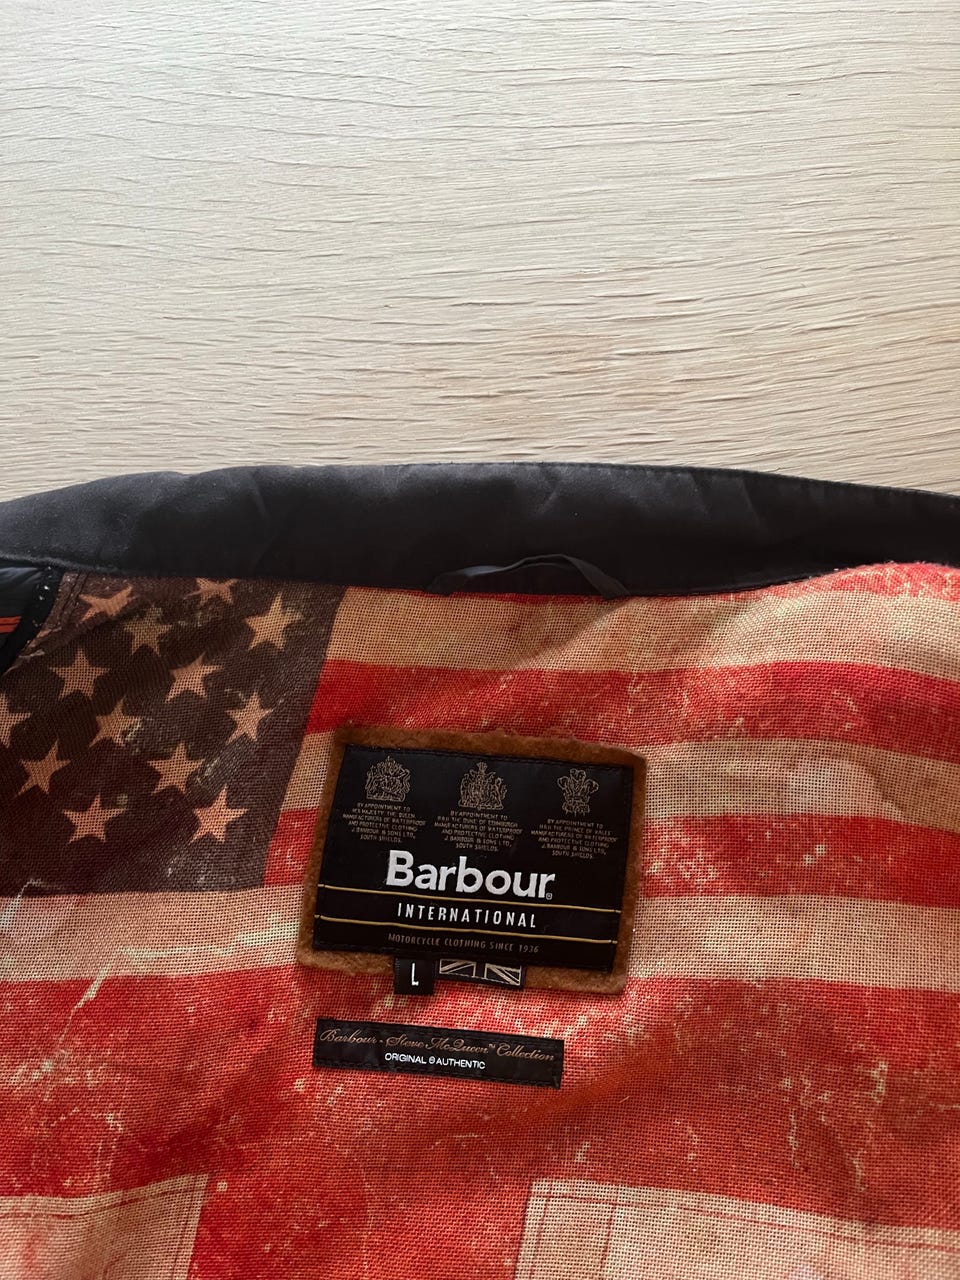 BY APPOINTMENT TO
HER MAJESTY THE QUEEN
MANUFACTURERS OF WATERPROOF
AND PROTECTIVE CLOTHING
J. BARBOUR & SONS LTD,
SOUTH SHIELDS.
BY APPOINTMENT TO
H.R.H THE DUKE OF EDINBURGH
MANUFACTURERS OF WATERPROOF
AND PROTECTIVE CLOTHING
J. BARBOUR & SONS LTD,
SOUTH SHIELDS.
BY APPOINTMENT TO
H.R.H THE PRINCE OF WALES
MANUFACTURERS OF WATERPROOF
AND PROTECTIVE CLOTHING
J. BARBOUR & SONS LTD,
SOUTH SHIELDS.
Barbour®
INTERNATIONAL
MOTORCYCLE CLOTHING SINCE 1936
L
Barbour - Steve McQueen™ Collection
ORIGINAL & AUTHENTIC